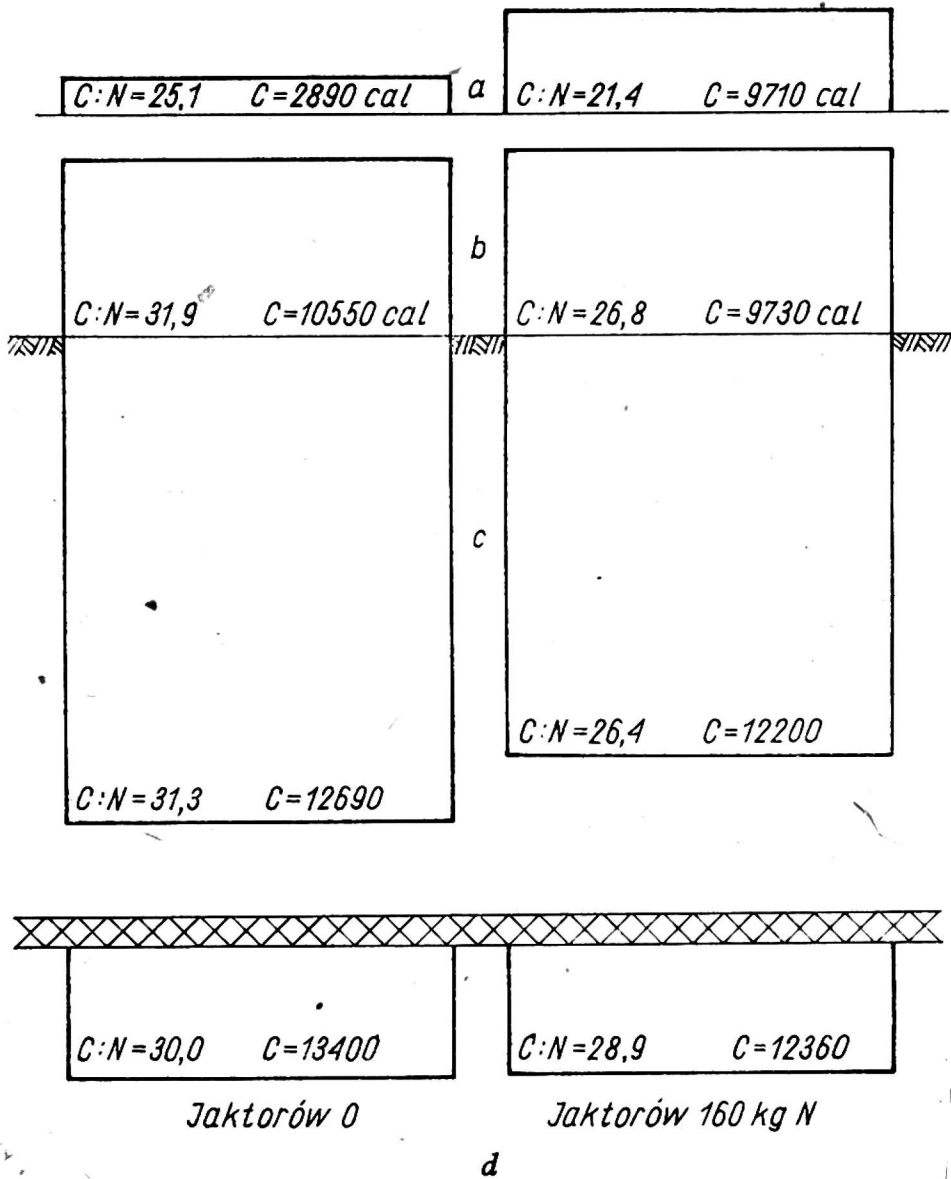 C:N=25,1 C=2890 cal a C:N=21,4 C=9710 cal
b
C:N=31,9 C=10550 cal C:N=26,8 C=9730 cal
c
C:N=26,4 C=12200
C:N=31,3 C=12690
C:N=30,0 C=13400 C:N=28,9 C=12360
Jaktorów 0 Jaktorów 160 kg N
d